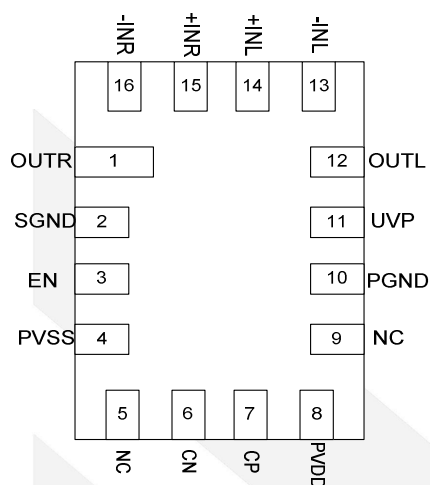 -INR
+INR
+INL
-INL
16
15
14
13
OUTR 1
12 OUTL
SGND 2
11 UVP
EN 3
10 PGND
PVSS 4
9 NC
5
6
7
8
NC
CN
CP
PVDD